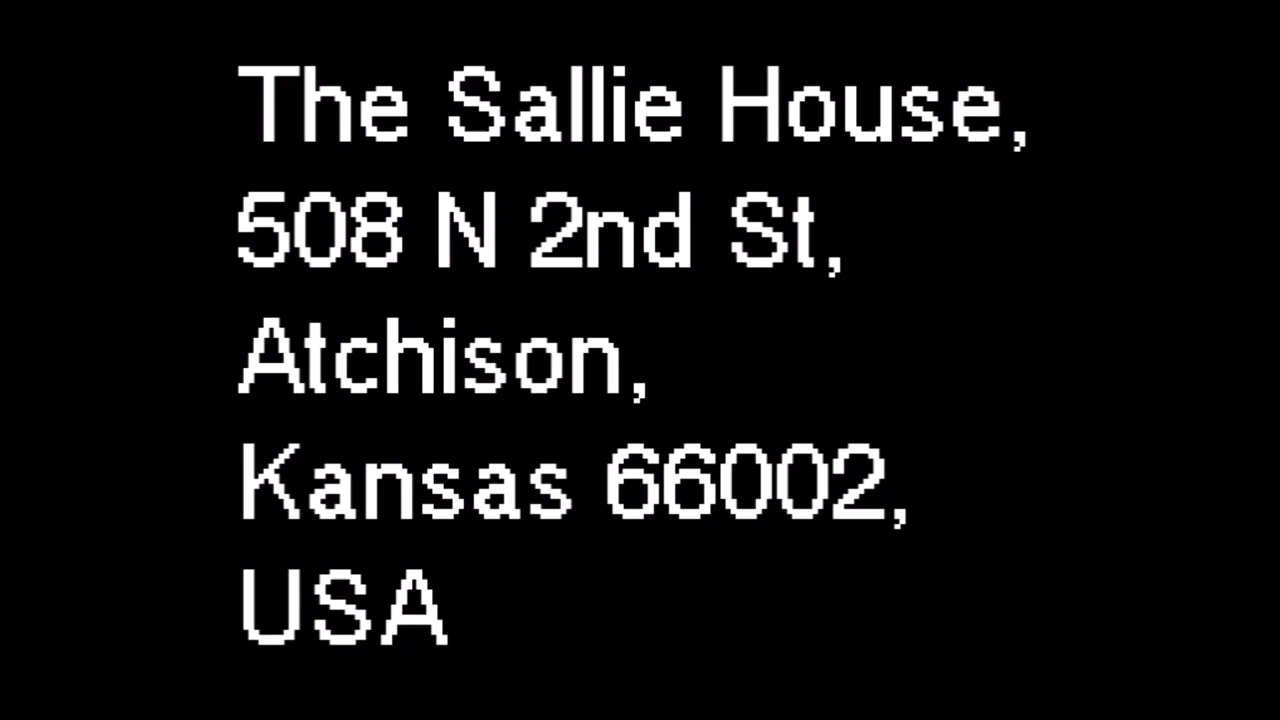 The Sallie House,
508 N 2nd St,
Atchison,
Kansas 66002,
USA